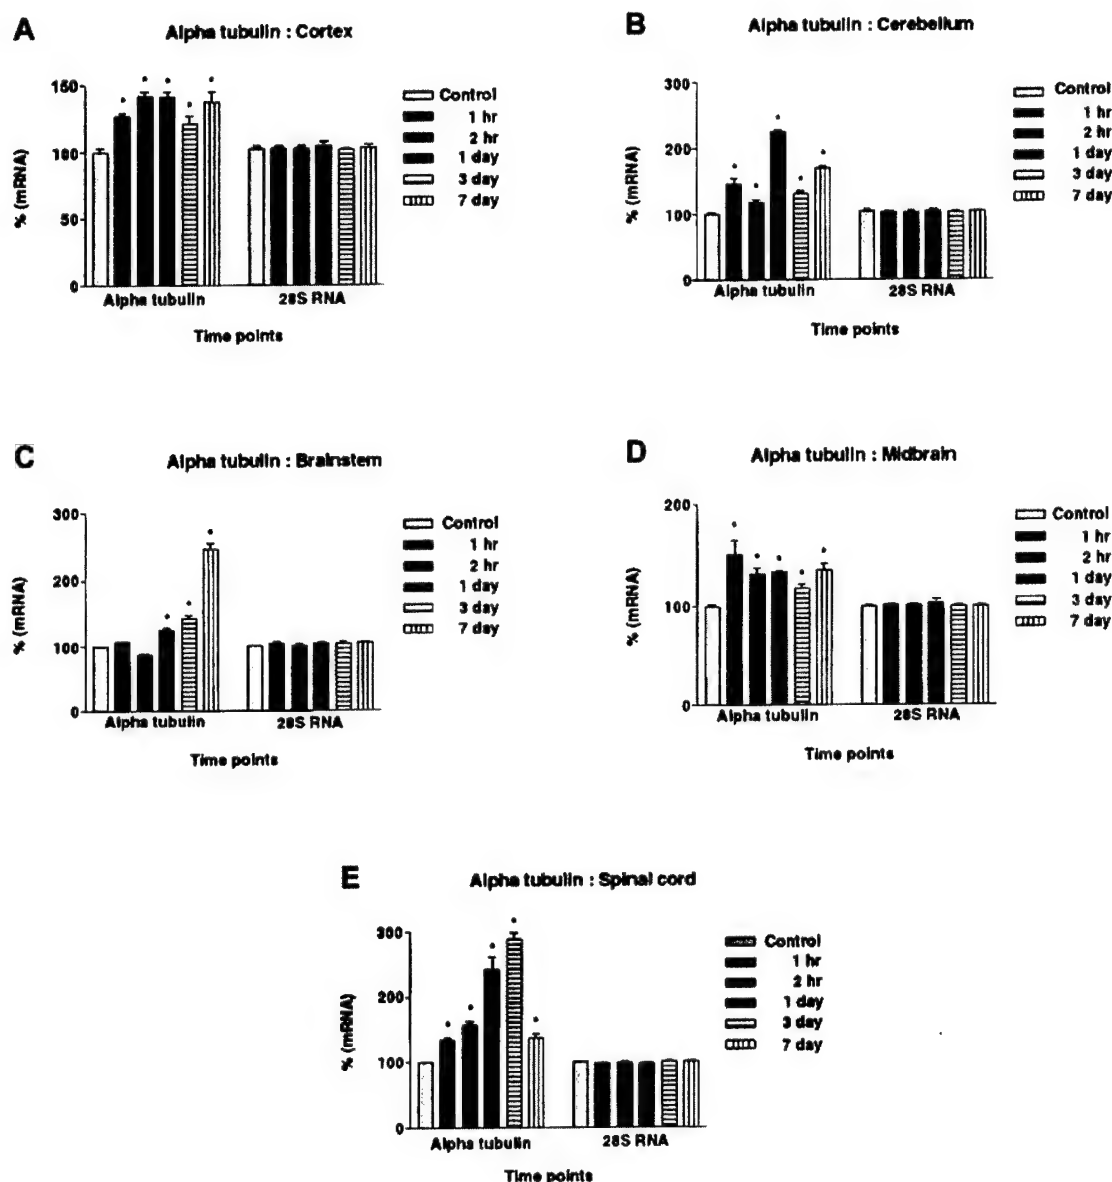 A
Alpha tubulin : Cortex
150
100
50
0
% (mRNA)
* * * * *
Alpha tubulin
28S RNA
Time points
Control
1 hr
2 hr
1 day
3 day
7 day
B
Alpha tubulin : Cerebellum
300
200
100
0
% (mRNA)
* * * * *
Alpha tubulin
28S RNA
Time points
Control
1 hr
2 hr
1 day
3 day
7 day
C
Alpha tubulin : Brainstem
300
200
100
0
% (mRNA)
* * *
Alpha tubulin
28S RNA
Time points
Control
1 hr
2 hr
1 day
3 day
7 day
D
Alpha tubulin : Midbrain
200
100
0
% (mRNA)
* * * * *
Alpha tubulin
28S RNA
Time points
Control
1 hr
2 hr
1 day
3 day
7 day
E
Alpha tubulin : Spinal cord
300
200
100
0
% (mRNA)
* * * * *
Alpha tubulin
28S RNA
Time points
Control
1 hr
2 hr
1 day
3 day
7 day